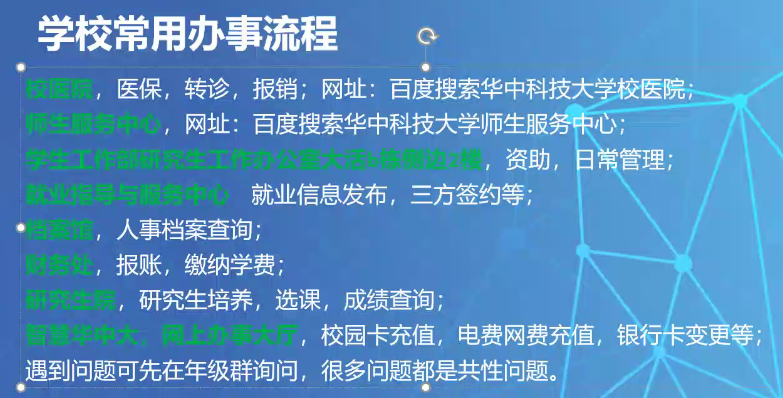 学校常用办事流程
校医院，医保，转诊，报销；网址：百度搜索华中科技大学校医院；
师生服务中心，网址：百度搜索华中科技大学师生服务中心；
学生工作部研究生工作办公室大活b栋侧边2楼，资助，日常管理；
就业指导与服务中心 就业信息发布，三方签约等；
档案馆，人事档案查询；
财务处，报账，缴纳学费；
研究生院，研究生培养，选课，成绩查询；
智慧华中大、网上办事大厅，校园卡充值，电费网费充值，银行卡变更等；
遇到问题可先在年级群询问，很多问题都是共性问题。